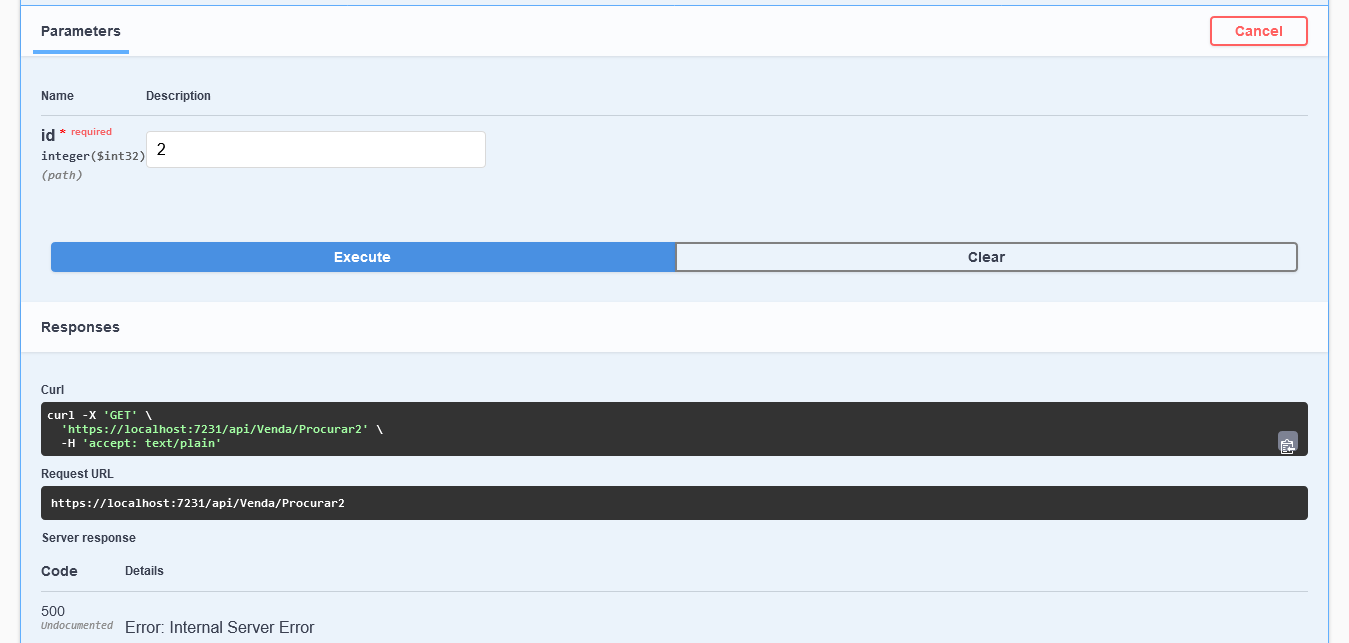 Parameters
Cancel
Name Description
id * required
integer($int32)
(path)
2
Execute
Clear
Responses
Curl
curl -X 'GET' \
'https://localhost:7231/api/Venda/Procurar2' \
-H 'accept: text/plain'
Request URL
https://localhost:7231/api/Venda/Procurar2
Server response
Code Details
500
Undocumented
Error: Internal Server Error